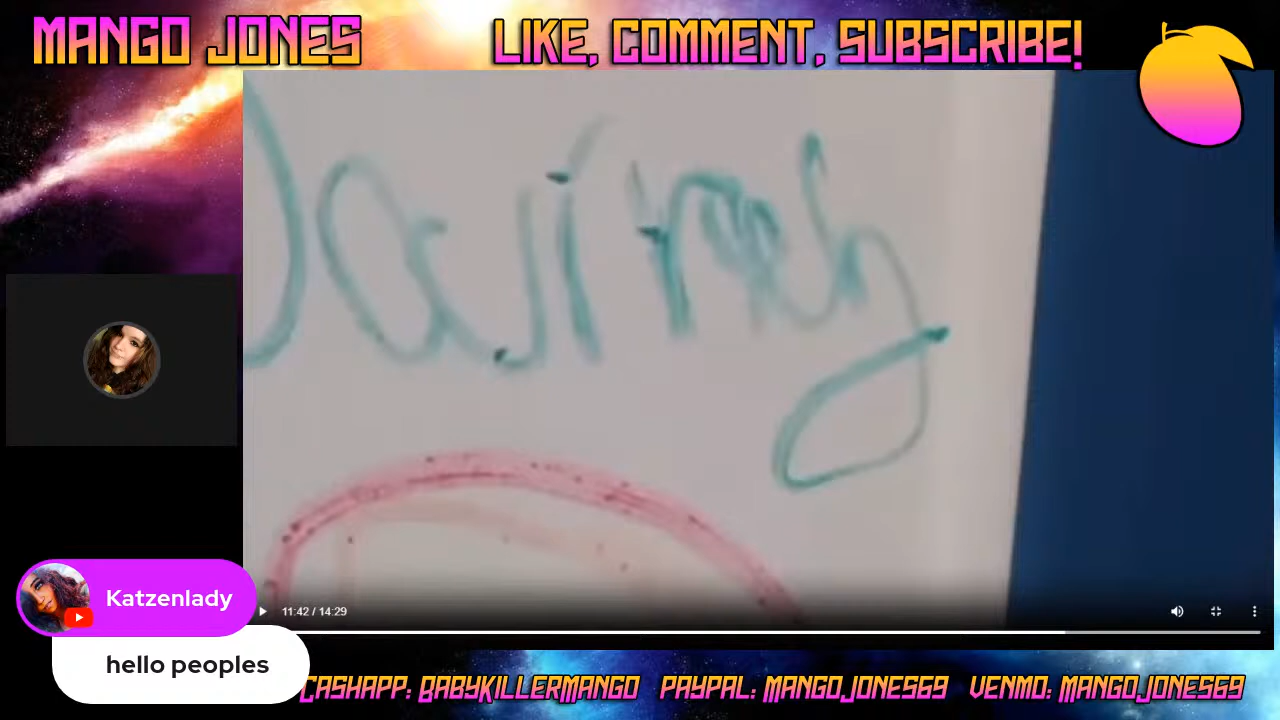 MANGO JONES
LIKE, COMMENT, SUBSCRIBE!
11:42 / 14:29
Katzenlady
hello peoples
CASHAPP: BABYKILLERMANGO PAYPAL: MANGOJONES69 VENMO: MANGOJONES69